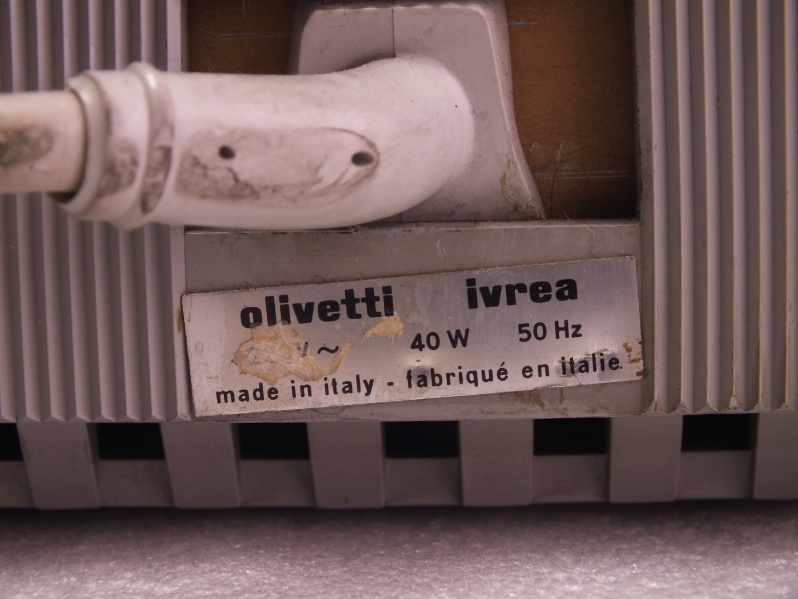 olivetti ivrea
V ~ 40 W 50 Hz
made in italy - fabriqué en italie